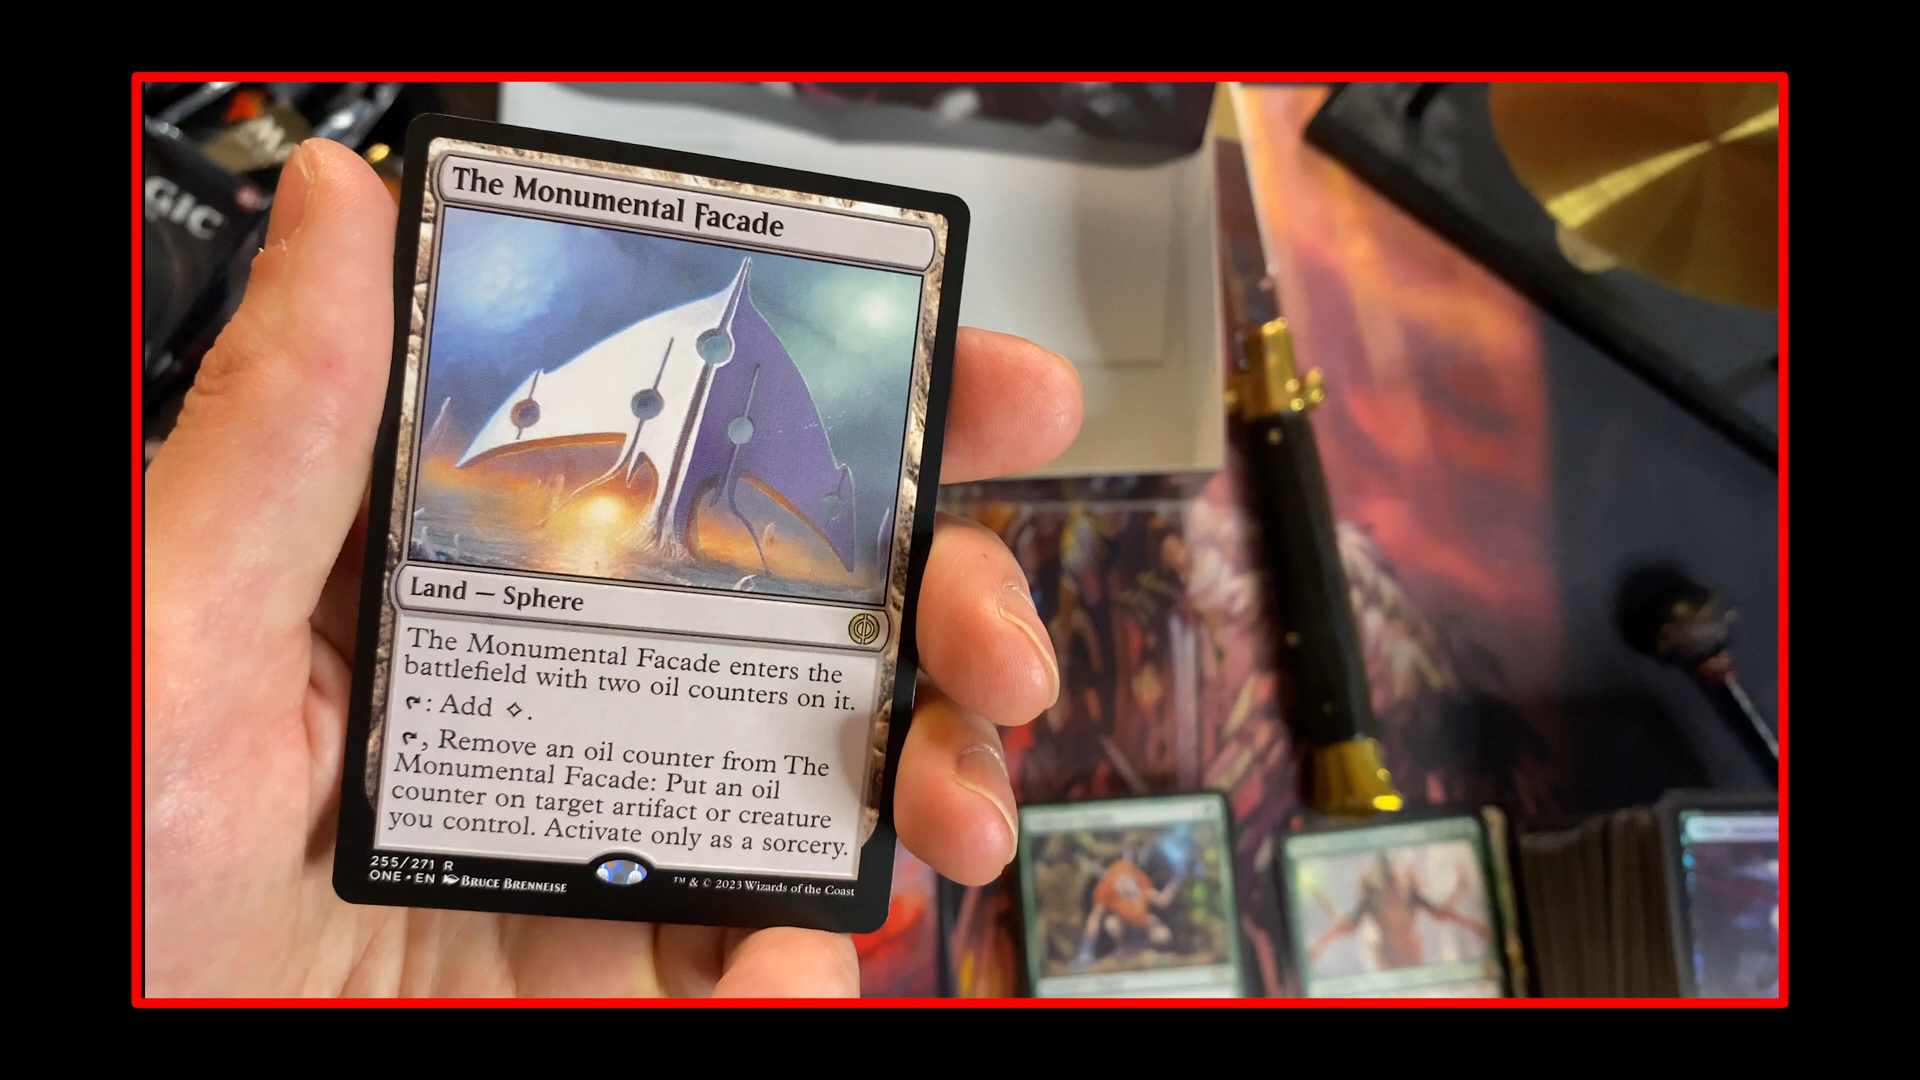 GIC
The Monumental Facade
Land — Sphere
The Monumental Facade enters the
battlefield with two oil counters on it.
: Add .
, Remove an oil counter from The
Monumental Facade: Put an oil
counter on target artifact or creature
you control. Activate only as a sorcery.
255/271 R
ONE • EN Bruce Brenneise
™ & © 2023 Wizards of the Coast